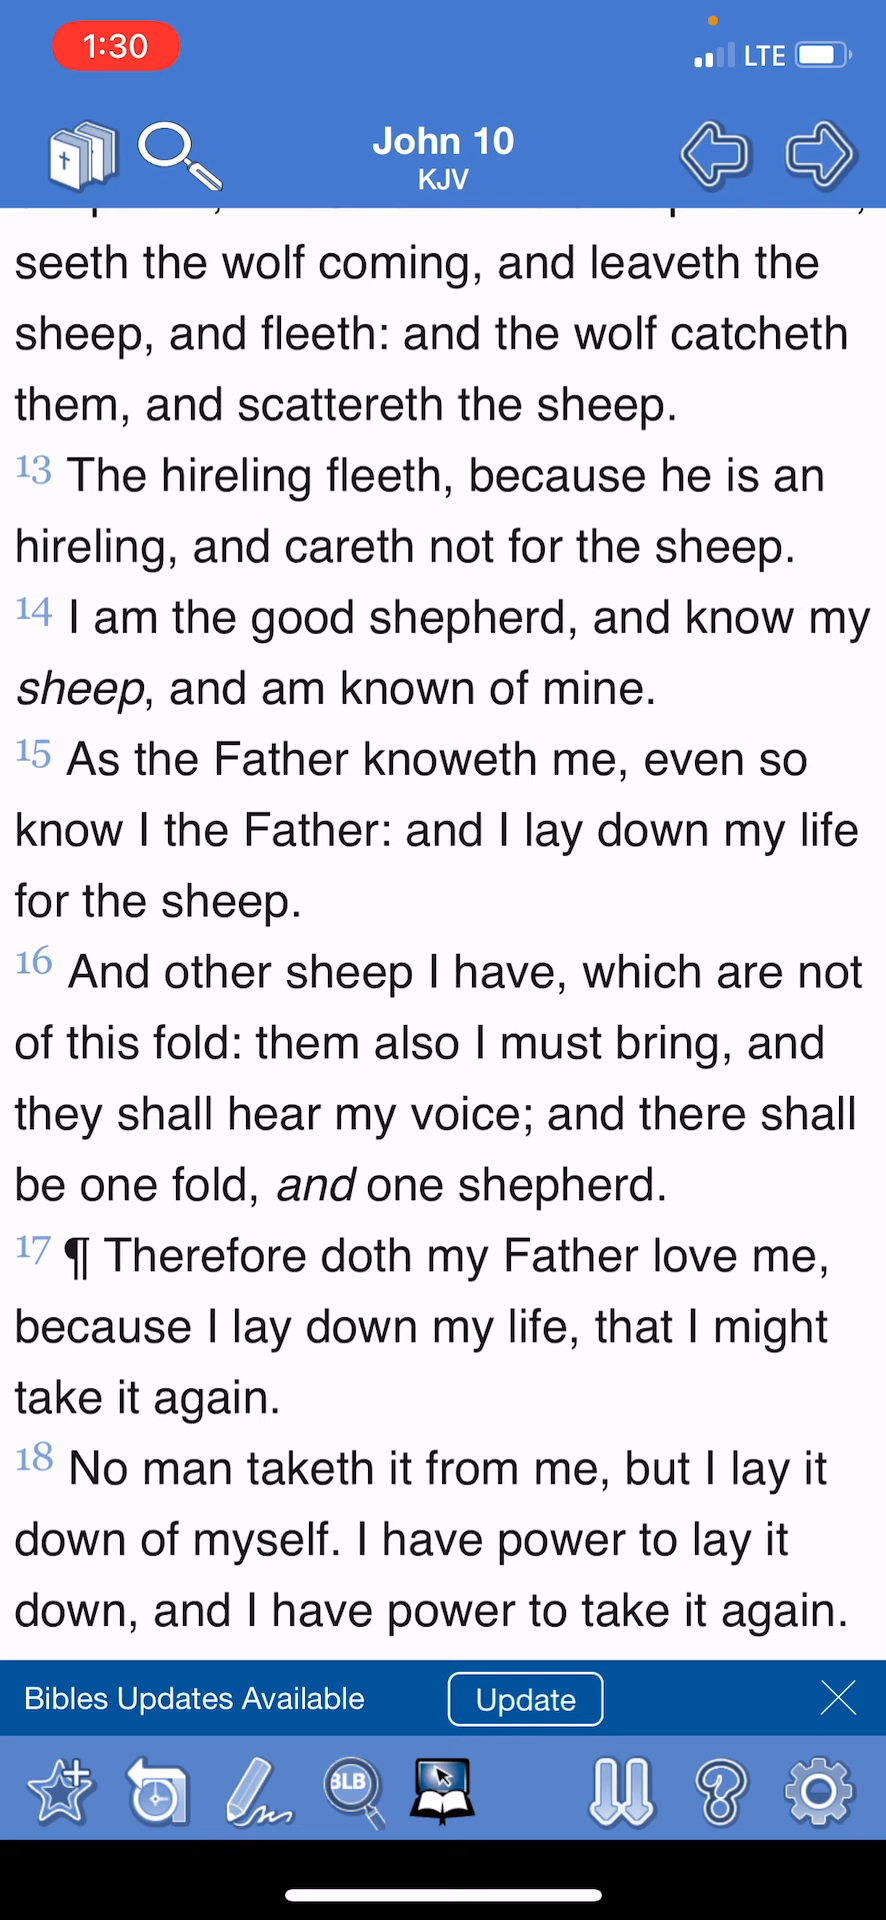 1:30
LTE
John 10
KJV
seeth the wolf coming, and leaveth the
sheep, and fleeth: and the wolf catcheth
them, and scattereth the sheep.
13 The hireling fleeth, because he is an
hireling, and careth not for the sheep.
14 I am the good shepherd, and know my
sheep, and am known of mine.
15 As the Father knoweth me, even so
know I the Father: and I lay down my life
for the sheep.
16 And other sheep I have, which are not
of this fold: them also I must bring, and
they shall hear my voice; and there shall
be one fold, and one shepherd.
17 ¶ Therefore doth my Father love me,
because I lay down my life, that I might
take it again.
18 No man taketh it from me, but I lay it
down of myself. I have power to lay it
down, and I have power to take it again.
Bibles Updates Available
Update
BLB